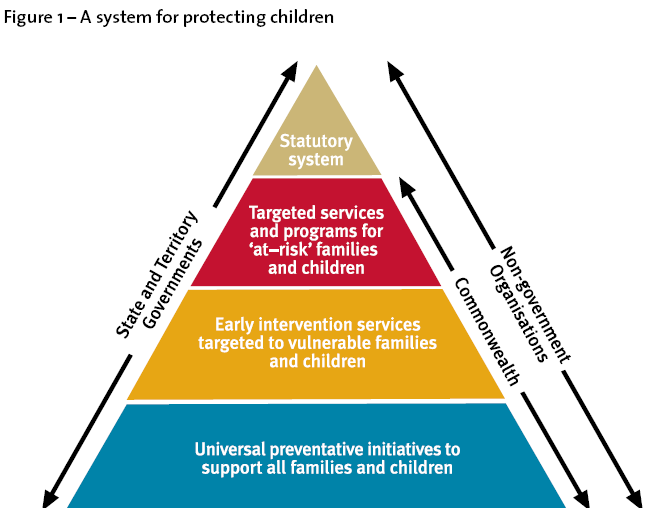 Figure 1 – A system for protecting children
Statutory
system
Targeted services
and programs for
‘at–risk’ families
and children
Early intervention services
targeted to vulnerable families
and children
Universal preventative initiatives to
support all families and children
State and Territory
Governments
Commonwealth
Non-government
Organisations